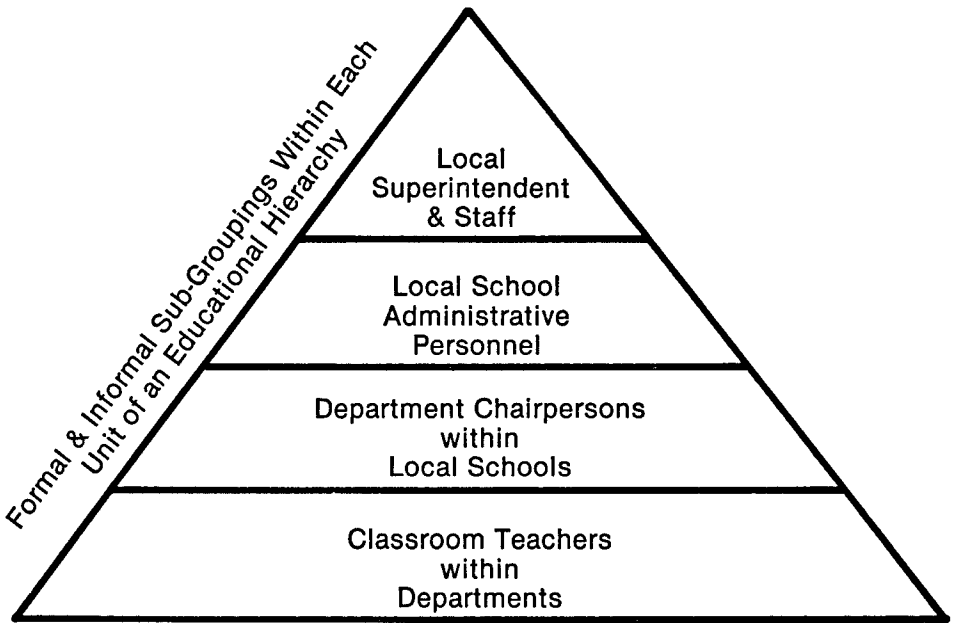 Formal & Informal Sub-Groupings Within Each
Unit of an Educational Hierarchy
Local
Superintendent
& Staff
Local School
Administrative
Personnel
Department Chairpersons
within
Local Schools
Classroom Teachers
within
Departments